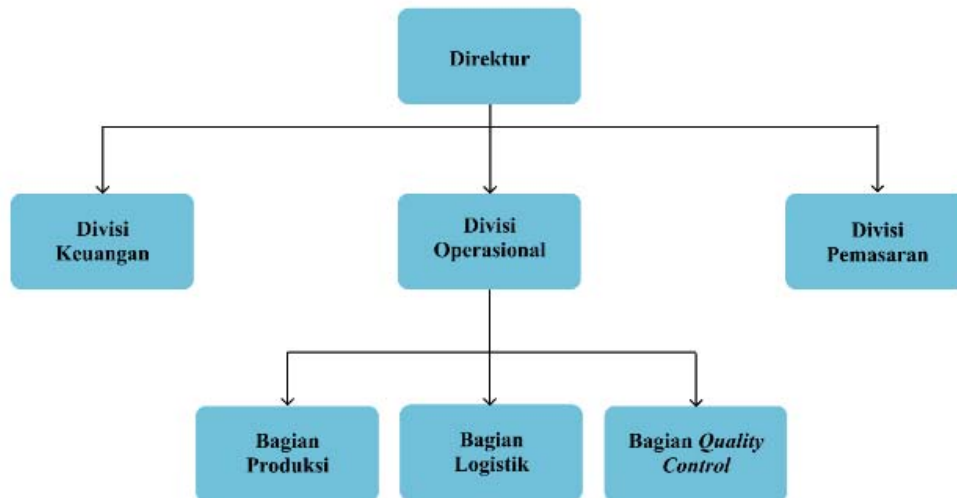 Direktur
Divisi
Keuangan
Divisi
Operasional
Divisi
Pemasaran
Bagian
Produksi
Bagian
Logistik
Bagian Quality
Control